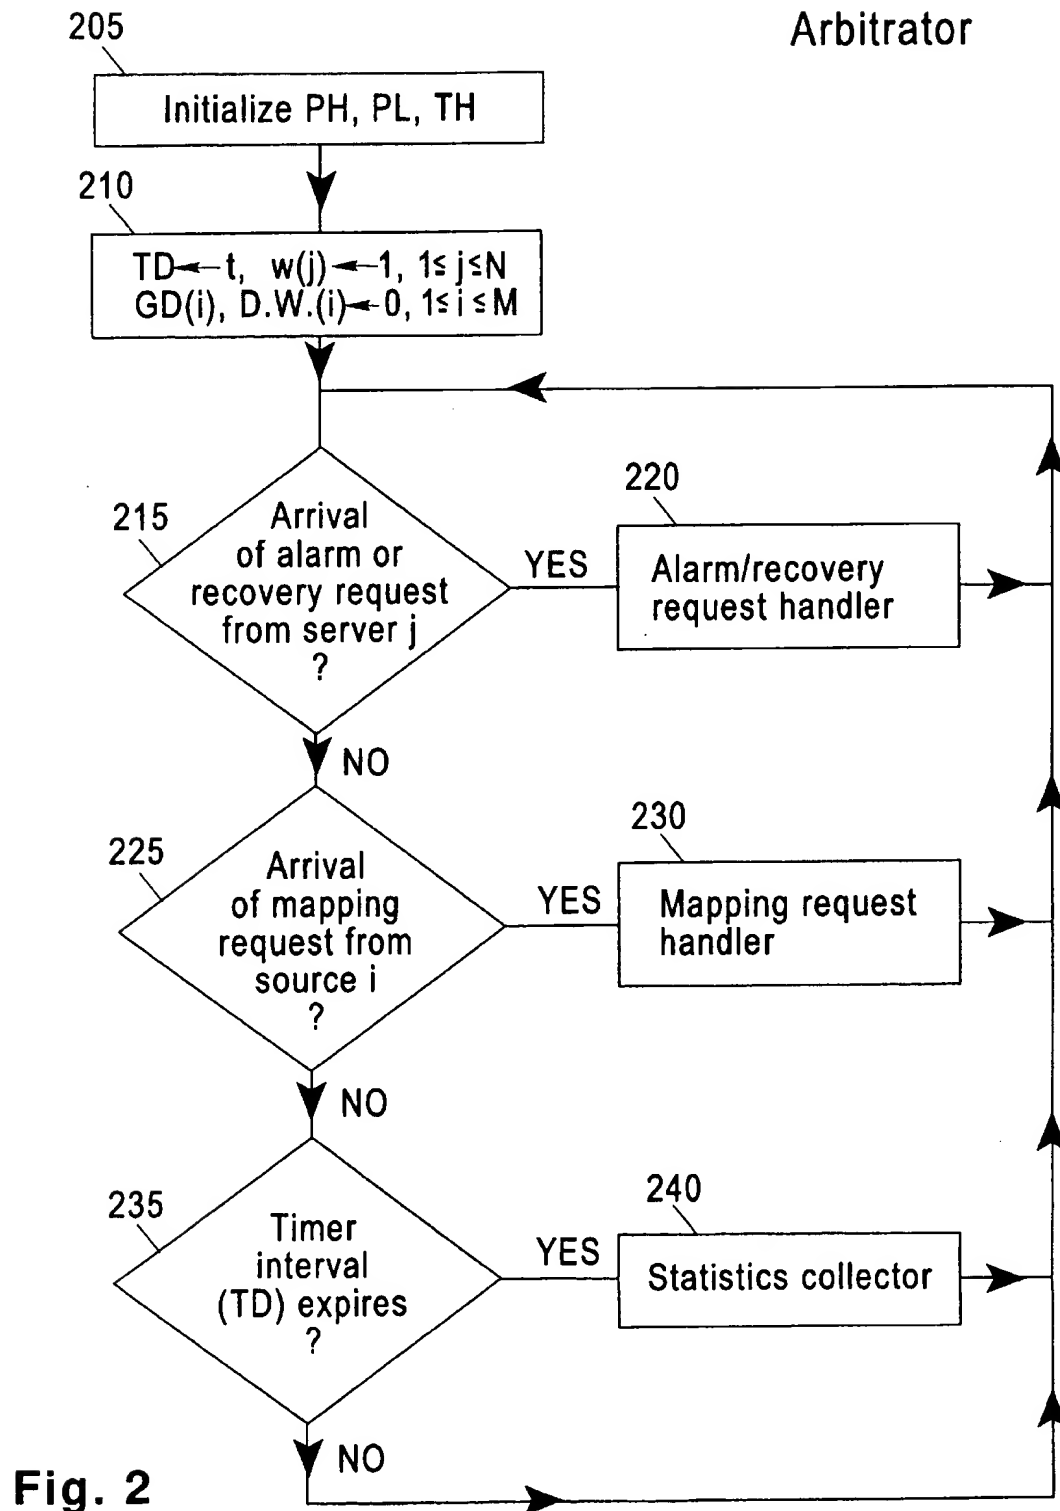 Arbitrator
205
Initialize PH, PL, TH
210
TD←t, w(j)←1, 1≤j≤N
GD(i), D.W.(i)←0, 1≤i≤M
215
Arrival
of alarm or
recovery request
from server j
?
YES
220
Alarm/recovery
request handler
NO
225
Arrival
of mapping
request from
source i
?
YES
230
Mapping request
handler
NO
235
Timer
interval
(TD) expires
?
YES
240
Statistics collector
NO
Fig. 2